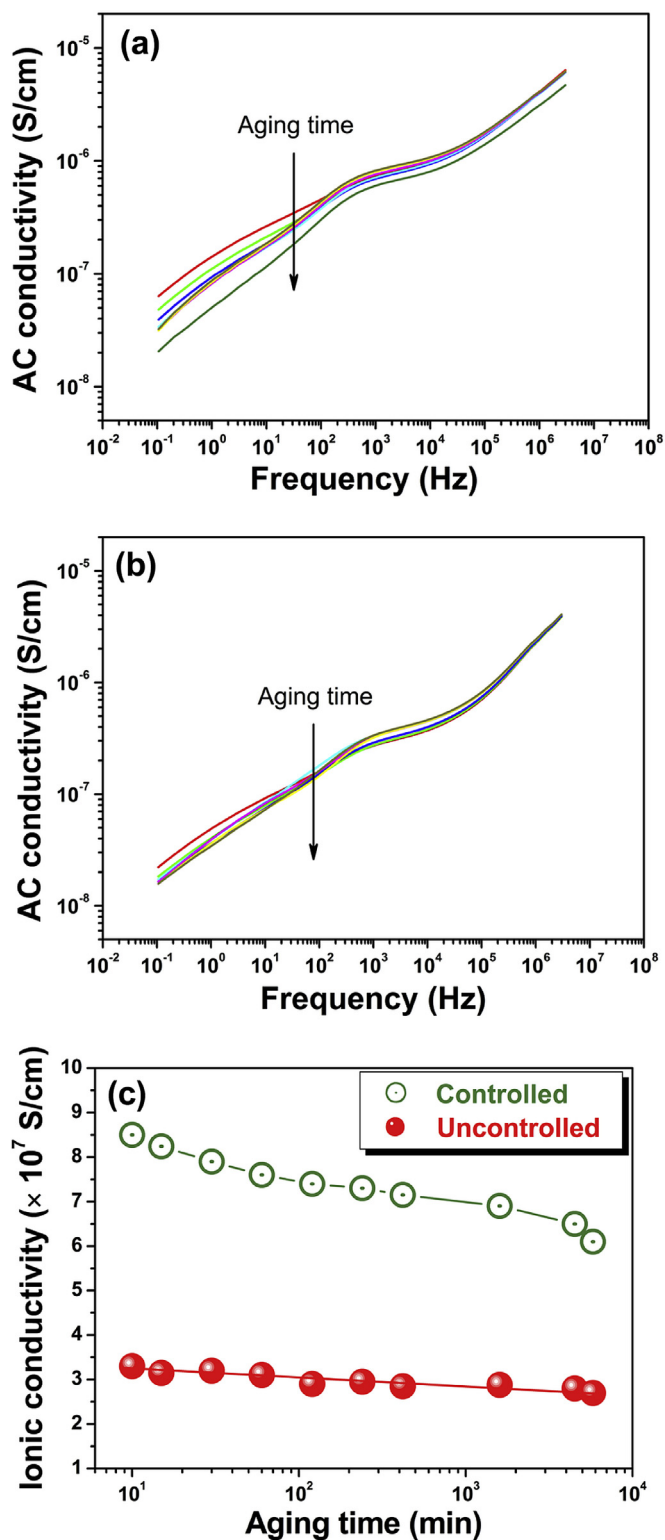 (a)
AC conductivity (S/cm)
10⁻⁵
10⁻⁶
10⁻⁷
10⁻⁸
Aging time
10⁻² 10⁻¹ 10⁰ 10¹ 10² 10³ 10⁴ 10⁵ 10⁶ 10⁷ 10⁸
Frequency (Hz)
(b)
AC conductivity (S/cm)
10⁻⁵
10⁻⁶
10⁻⁷
10⁻⁸
Aging time
10⁻² 10⁻¹ 10⁰ 10¹ 10² 10³ 10⁴ 10⁵ 10⁶ 10⁷ 10⁸
Frequency (Hz)
(c)
Ionic conductivity (× 10⁷ S/cm)
10
9
8
7
6
5
4
3
2
1
Controlled
Uncontrolled
10¹ 10² 10³ 10⁴
Aging time (min)